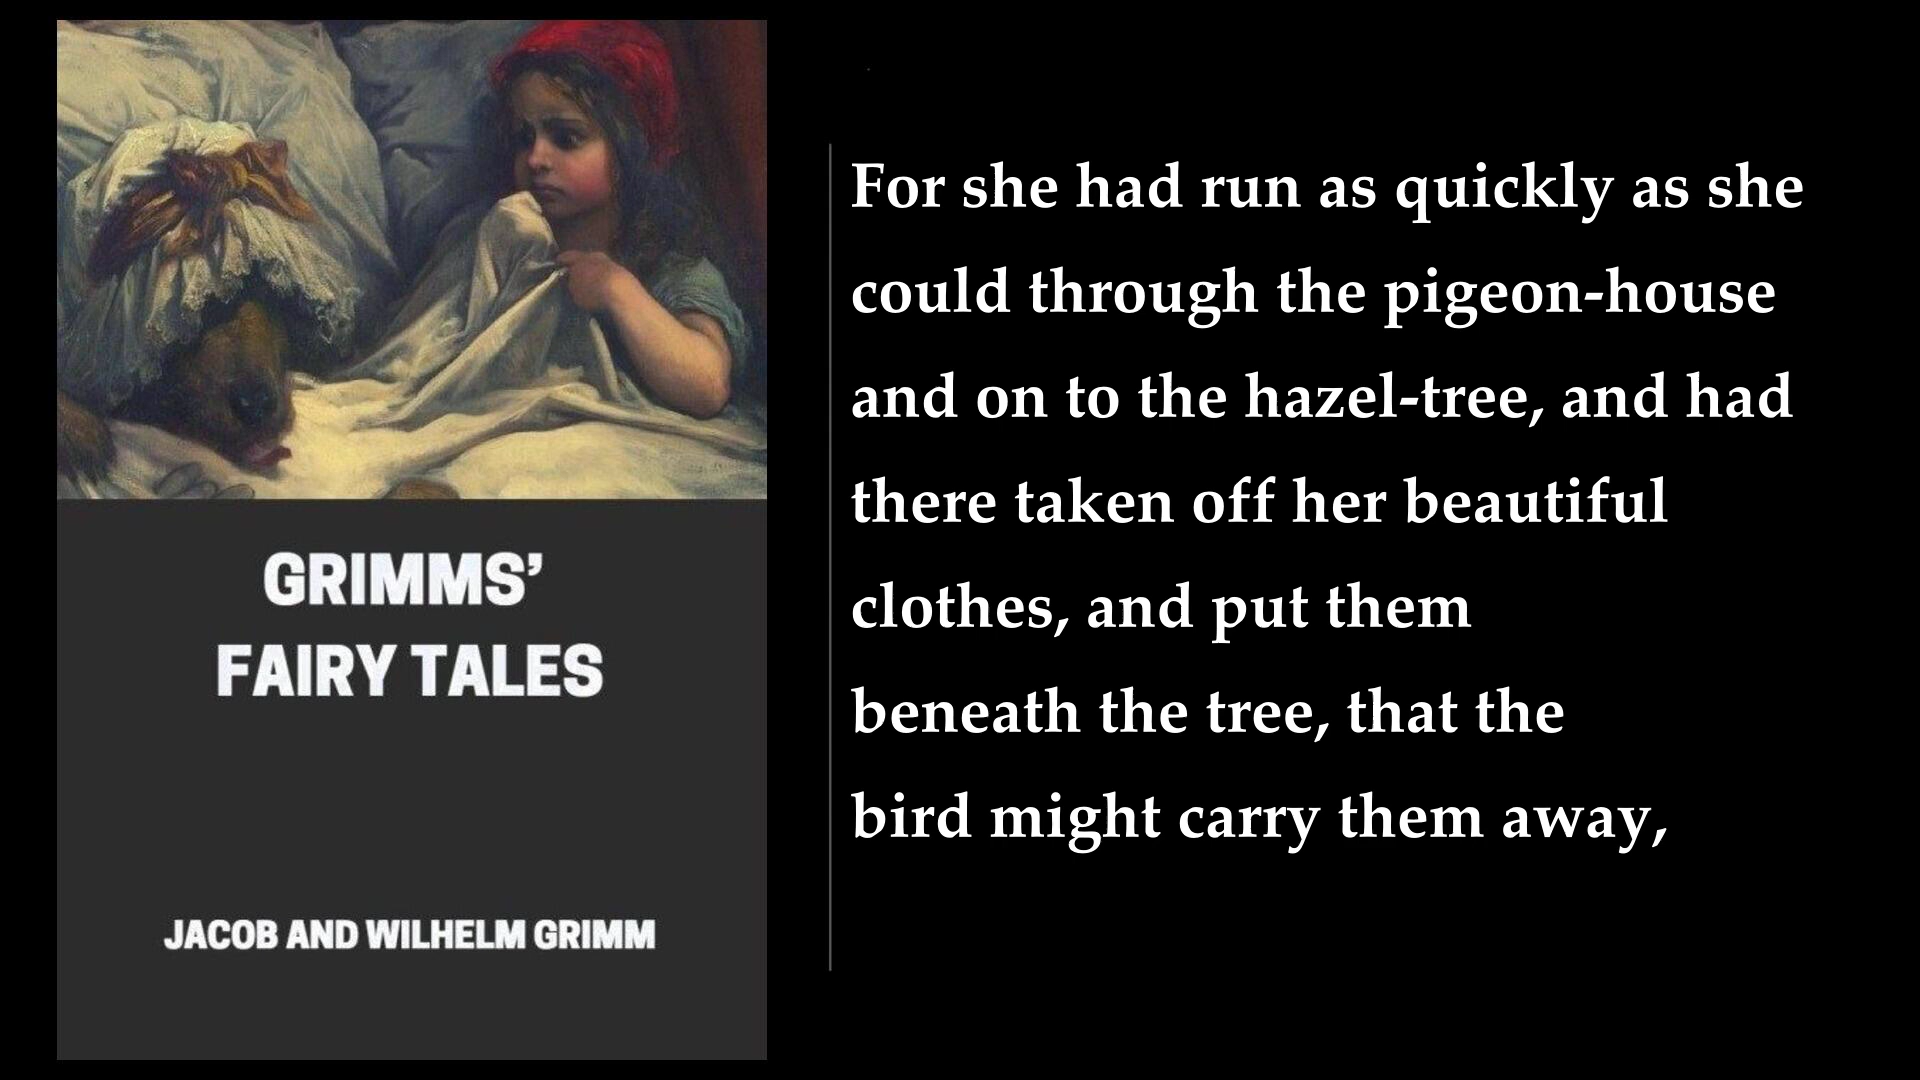 GRIMMS’
FAIRY TALES
JACOB AND WILHELM GRIMM
For she had run as quickly as she
could through the pigeon-house
and on to the hazel-tree, and had
there taken off her beautiful
clothes, and put them
beneath the tree, that the
bird might carry them away,